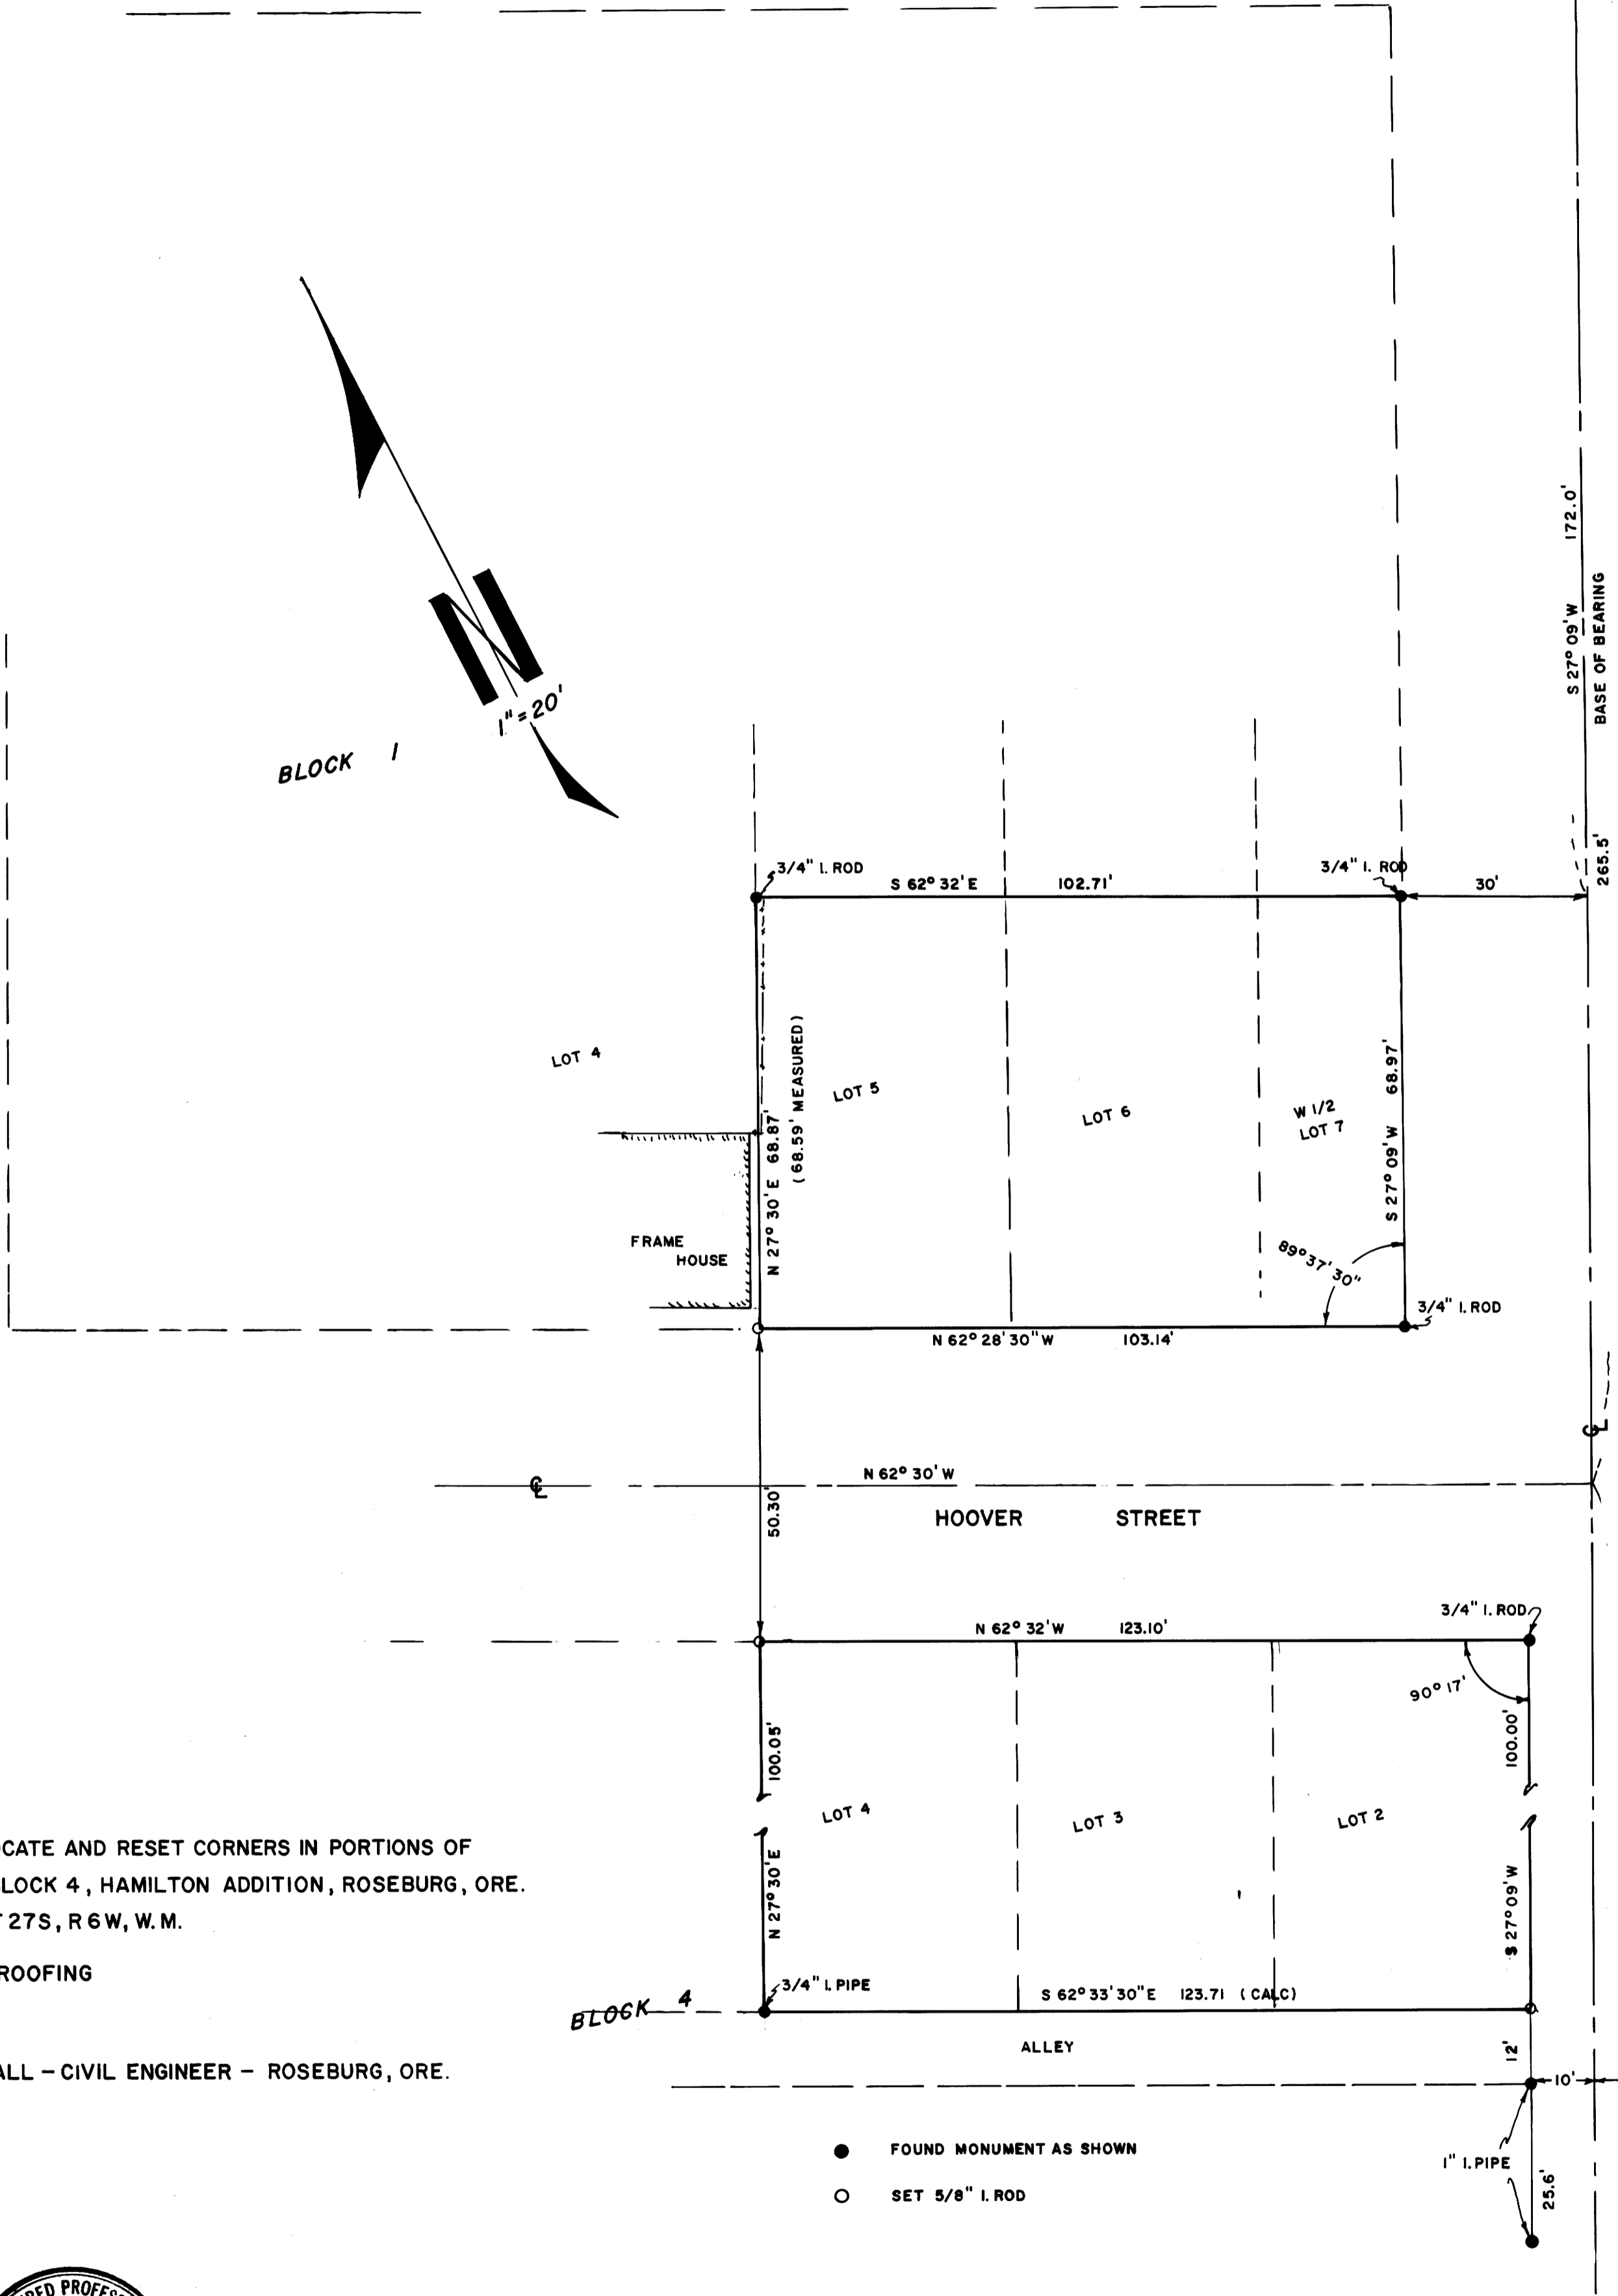 S 27° 09' W 172.0'
BASE OF BEARING
265.5'
1" = 20'
BLOCK 1
3/4" I. ROD
S 62° 32' E 102.71'
3/4" I. ROD
30'
LOT 4
LOT 5
LOT 6
W 1/2
LOT 7
N 27° 30' E 68.87'
(68.59' MEASURED)
S 27° 09' W 68.97'
FRAME
HOUSE
89° 37' 30"
3/4" I. ROD
N 62° 28' 30" W 103.14'
N 62° 30' W
50.30'
HOOVER STREET
3/4" I. ROD
N 62° 32' W 123.10'
90° 17'
100.05'
100.00'
LOT 4
LOT 3
LOT 2
N 27° 30' E
S 27° 09' W
3/4" I. PIPE
S 62° 33' 30" E 123.71 (CALC)
BLOCK 4
ALLEY
12'
10'
1" I. PIPE
25.6'
CATE AND RESET CORNERS IN PORTIONS OF
LOCK 4, HAMILTON ADDITION, ROSEBURG, ORE.
27S, R 6W, W. M.
ROOFING
ALL – CIVIL ENGINEER – ROSEBURG, ORE.
FOUND MONUMENT AS SHOWN
SET 5/8" I. ROD